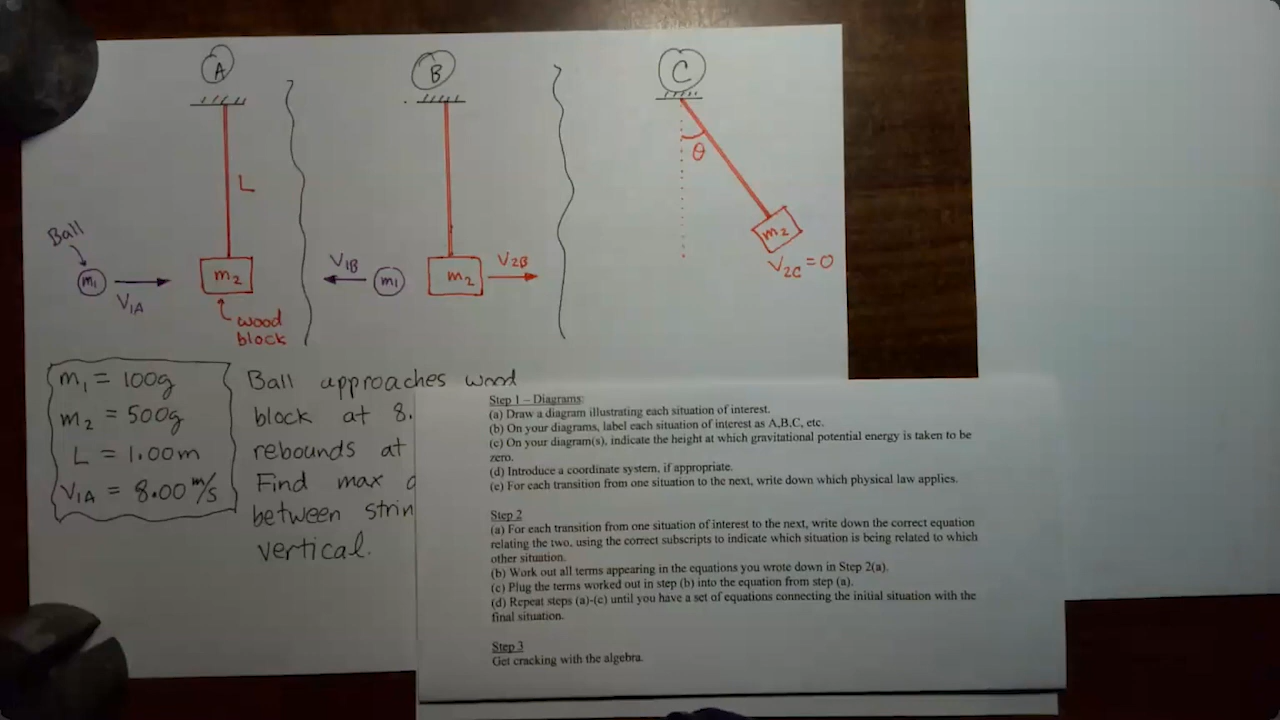 A
B
C
L
θ
Ball
m₁
V1A
m₂
wood
block
V1B
m₁
m₂
V2B
m₂
V2C = 0
m₁ = 100g
m₂ = 500g
L = 1.00m
V1A = 8.00 m/s
Ball approaches wood
block at 8.
rebounds at
Find max
between strin
vertical.
Step 1 – Diagrams:
(a) Draw a diagram illustrating each situation of interest.
(b) On your diagrams, label each situation of interest as A,B,C, etc.
(c) On your diagram(s), indicate the height at which gravitational potential energy is taken to be
zero.
(d) Introduce a coordinate system, if appropriate.
(e) For each transition from one situation to the next, write down which physical law applies.
Step 2
(a) For each transition from one situation of interest to the next, write down the correct equation
relating the two, using the correct subscripts to indicate which situation is being related to which
other situation.
(b) Work out all terms appearing in the equations you wrote down in Step 2(a).
(c) Plug the terms worked out in step (b) into the equation from step (a).
(d) Repeat steps (a)-(c) until you have a set of equations connecting the initial situation with the
final situation.
Step 3
Get cracking with the algebra.